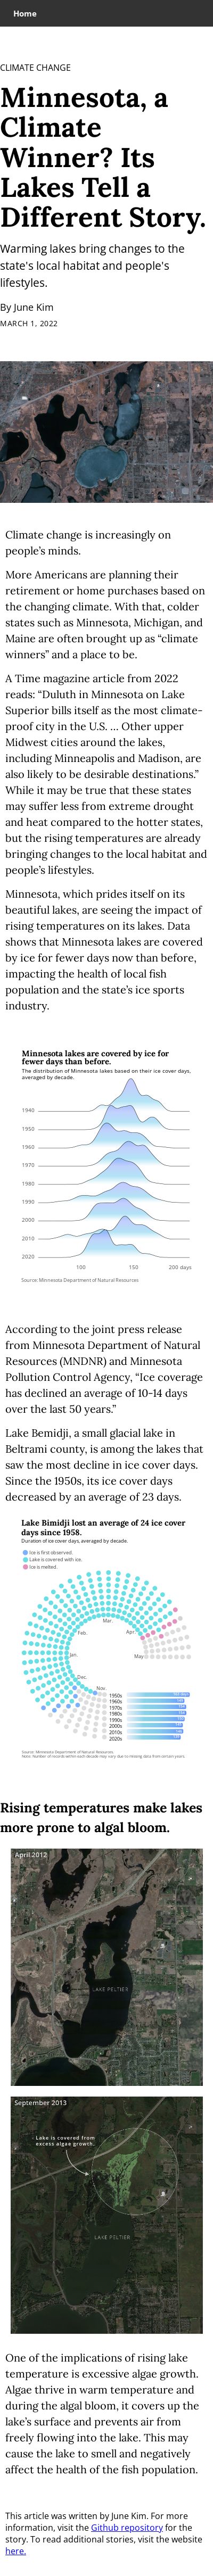 Home
CLIMATE CHANGE
Minnesota, a
Climate
Winner? Its
Lakes Tell a
Different Story.
Warming lakes bring changes to the
state's local habitat and people's
lifestyles.
By June Kim
MARCH 1, 2022
Climate change is increasingly on
people's minds.
More Americans are planning their
retirement or home purchases based on
the changing climate. With that, colder
states such as Minnesota, Michigan, and
Maine are often brought up as “climate
winners” and a place to be.
A Time magazine article from 2022
reads: “Duluth in Minnesota on Lake
Superior bills itself as the most climate-
proof city in the U.S. … Other upper
Midwest cities around the lakes,
including Minneapolis and Madison, are
also likely to be desirable destinations.”
While it may be true that these states
may suffer less from extreme drought
and heat compared to the hotter states,
but the rising temperatures are already
bringing changes to the local habitat and
people's lifestyles.
Minnesota, which prides itself on its
beautiful lakes, are seeing the impact of
rising temperatures on its lakes. Data
shows that Minnesota lakes are covered
by ice for fewer days now than before,
impacting the health of local fish
population and the state's ice sports
industry.
Minnesota lakes are covered by ice for
fewer days than before.
The distribution of Minnesota lakes based on their ice cover days,
averaged by decade.
1940
1950
1960
1970
1980
1990
2000
2010
2020
100 150 200 days
Source: Minnesota Department of Natural Resources
According to the joint press release
from Minnesota Department of Natural
Resources (MNDNR) and Minnesota
Pollution Control Agency, “Ice coverage
has declined an average of 10-14 days
over the last 50 years.”
Lake Bemidji, a small glacial lake in
Beltrami county, is among the lakes that
saw the most decline in ice cover days.
Since the 1950s, its ice cover days
decreased by an average of 23 days.
Lake Bimidji lost an average of 24 ice cover
days since 1958.
Duration of ice cover days, averaged by decade.
Ice is first observed.
Lake is covered with ice.
Ice is melted.
Mar.
Feb. Apr.
Jan. May
Dec.
Nov.
1950s
1960s
1970s
1980s
1990s
2000s
2010s
2020s
Source: Minnesota Department of Natural Resources
Note: Number of records within each decade may vary due to missing data from certain years.
Rising temperatures make lakes
more prone to algal bloom.
April 2012
LAKE PELTIER
September 2013
Lake is covered from
excess algae growth.
LAKE PELTIER
One of the implications of rising lake
temperature is excessive algae growth.
Algae thrive in warm temperature and
during the algal bloom, it covers up the
lake's surface and prevents air from
freely flowing into the lake. This may
cause the lake to smell and negatively
affect the health of the fish population.
This article was written by June Kim. For more
information, visit the Github repository for the
story. To read additional stories, visit the website
here.